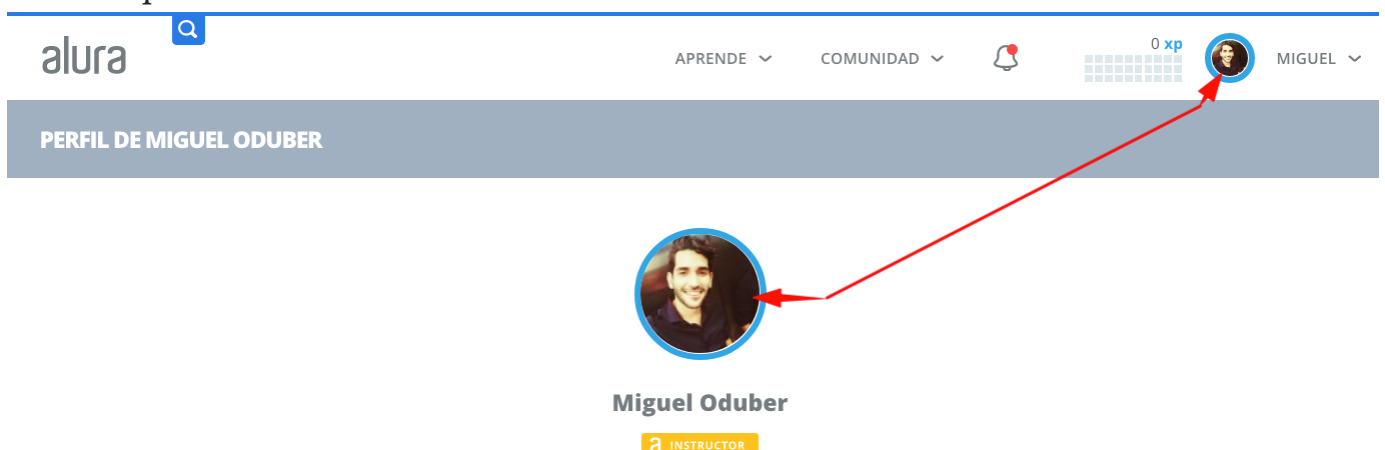 alura
APRENDE
COMUNIDAD
0 xp
MIGUEL
PERFIL DE MIGUEL ODUBER
Miguel Oduber
a INSTRUCTOR